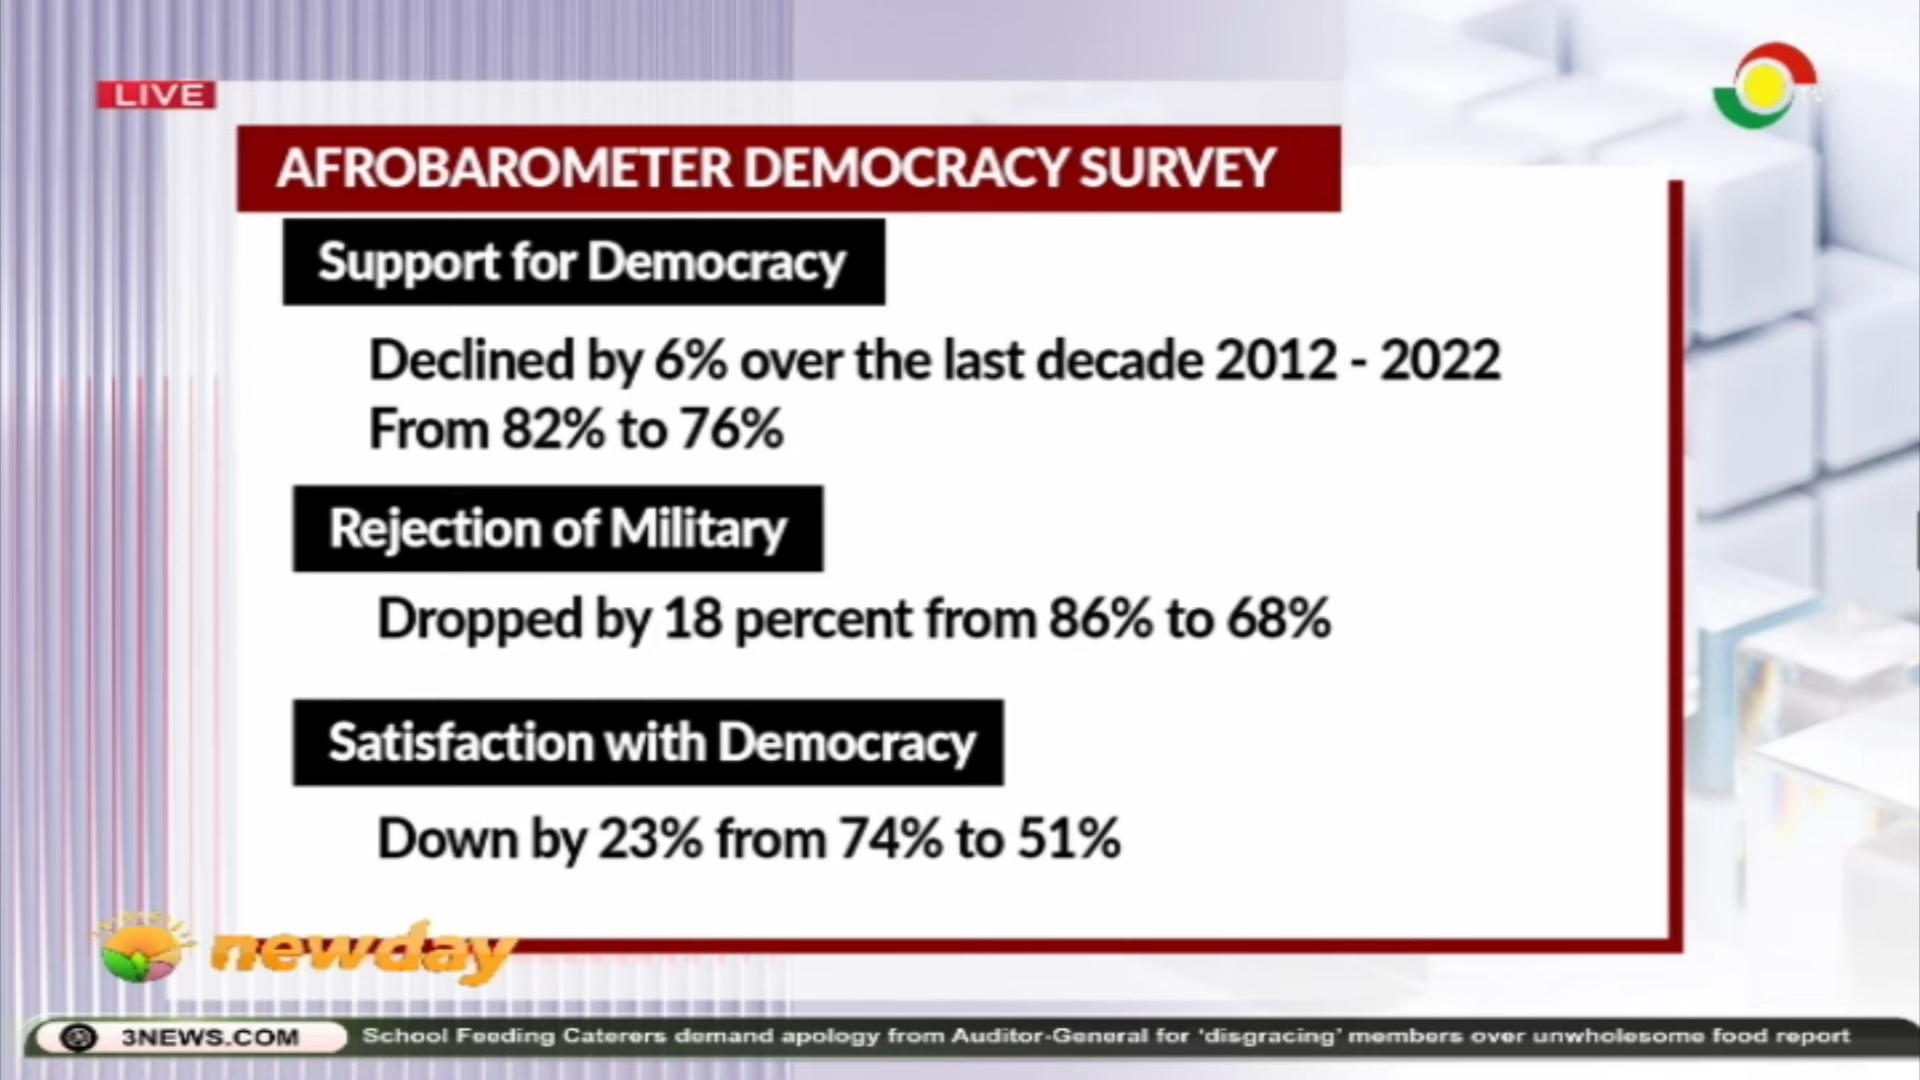 LIVE
AFROBAROMETER DEMOCRACY SURVEY
Support for Democracy
Declined by 6% over the last decade 2012 - 2022
From 82% to 76%
Rejection of Military
Dropped by 18 percent from 86% to 68%
Satisfaction with Democracy
Down by 23% from 74% to 51%
newday
3NEWS.COM
School Feeding Caterers demand apology from Auditor-General for 'disgracing' members over unwholesome food report